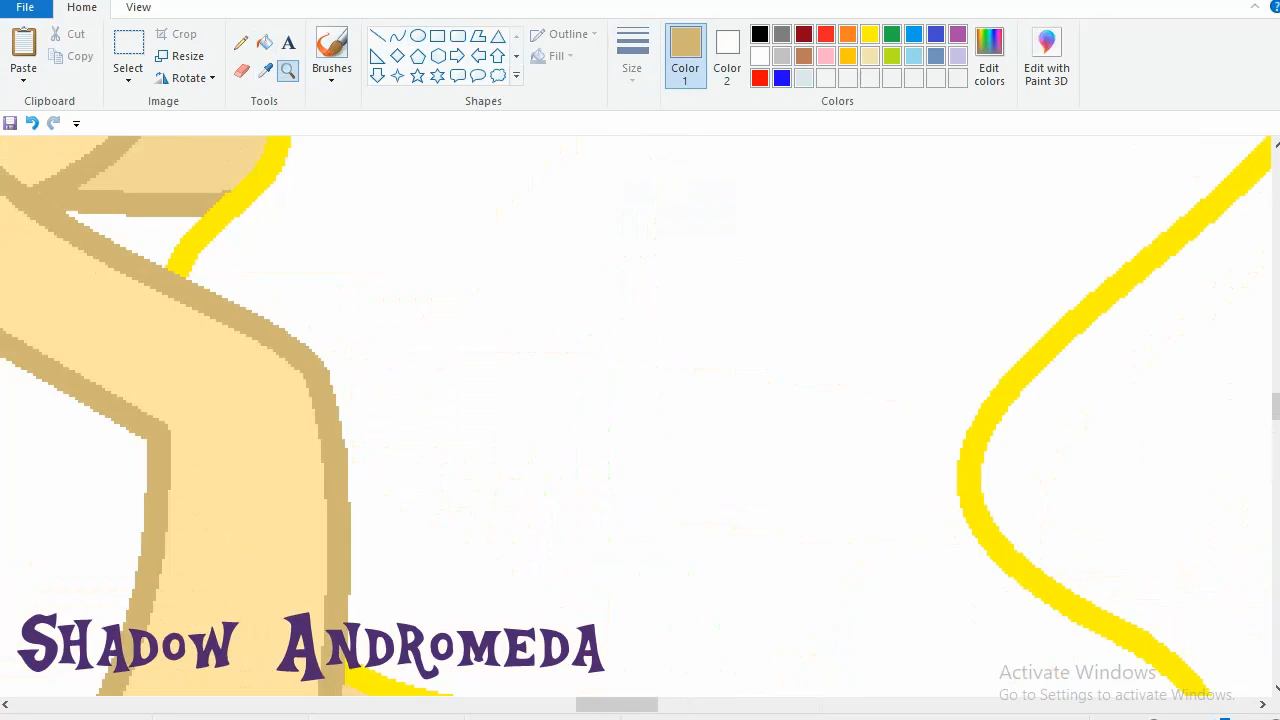 File Home View
Paste Cut Copy Select Crop Resize Rotate Brushes Outline Fill Size Color 1 Color 2 Edit colors Edit with Paint 3D
Clipboard Image Tools Shapes Colors
Shadow Andromeda
Activate Windows
Go to Settings to activate Windows.